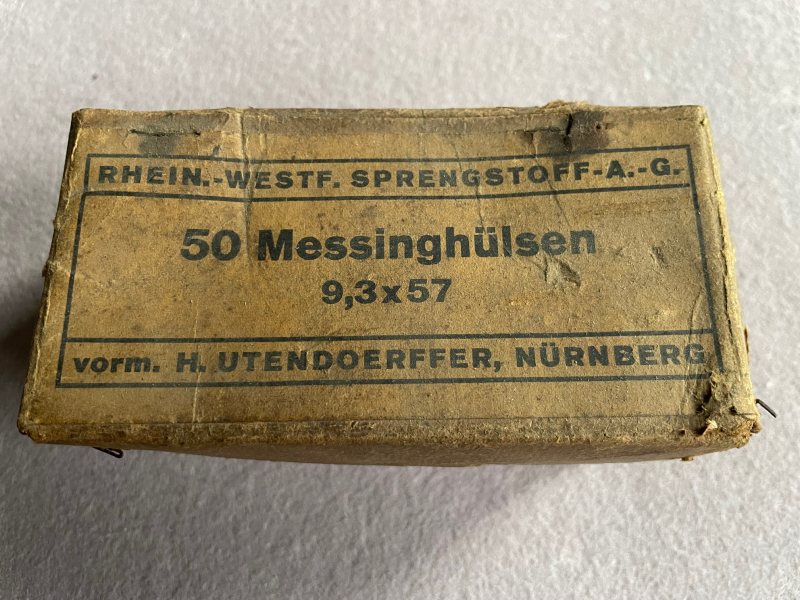 RHEIN.-WESTF. SPRENGSTOFF-A.-G.
50 Messinghülsen
9,3x57
vorm. H. UTENDOERFFER, NÜRNBERG